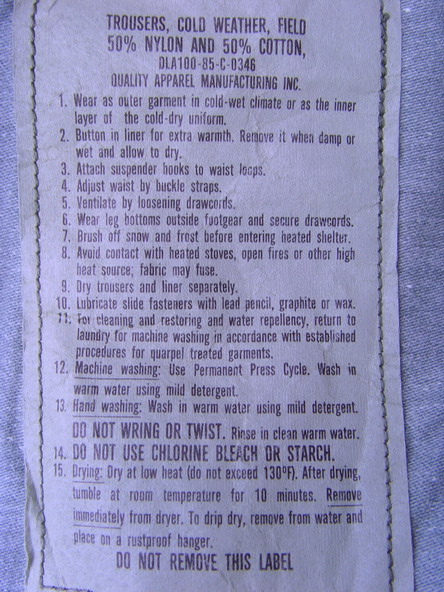 TROUSERS, COLD WEATHER, FIELD
50% NYLON AND 50% COTTON,
DLA100-85-C-0346
QUALITY APPAREL MANUFACTURING INC.
1. Wear as outer garment in cold-wet climate or as the inner
layer of the cold-dry uniform.
2. Button in liner for extra warmth. Remove it when damp or
wet and allow to dry.
3. Attach suspender hooks to waist loops.
4. Adjust waist by buckle straps.
5. Ventilate by loosening drawcords.
6. Wear leg bottoms outside footgear and secure drawcords.
7. Brush off snow and frost before entering heated shelter.
8. Avoid contact with heated stoves, open fires or other high
heat source; fabric may fuse.
9. Dry trousers and liner separately.
10. Lubricate slide fasteners with lead pencil, graphite or wax.
11. For cleaning and restoring and water repellency, return to
laundry for machine washing in accordance with established
procedures for quarpel treated garments.
12. Machine washing: Use Permanent Press Cycle. Wash in
warm water using mild detergent.
13. Hand washing: Wash in warm water using mild detergent.
DO NOT WRING OR TWIST. Rinse in clean warm water.
14. DO NOT USE CHLORINE BLEACH OR STARCH.
15. Drying: Dry at low heat (do not exceed 130°F). After drying,
tumble at room temperature for 10 minutes. Remove
immediately from dryer. To drip dry, remove from water and
place on a rustproof hanger.
DO NOT REMOVE THIS LABEL